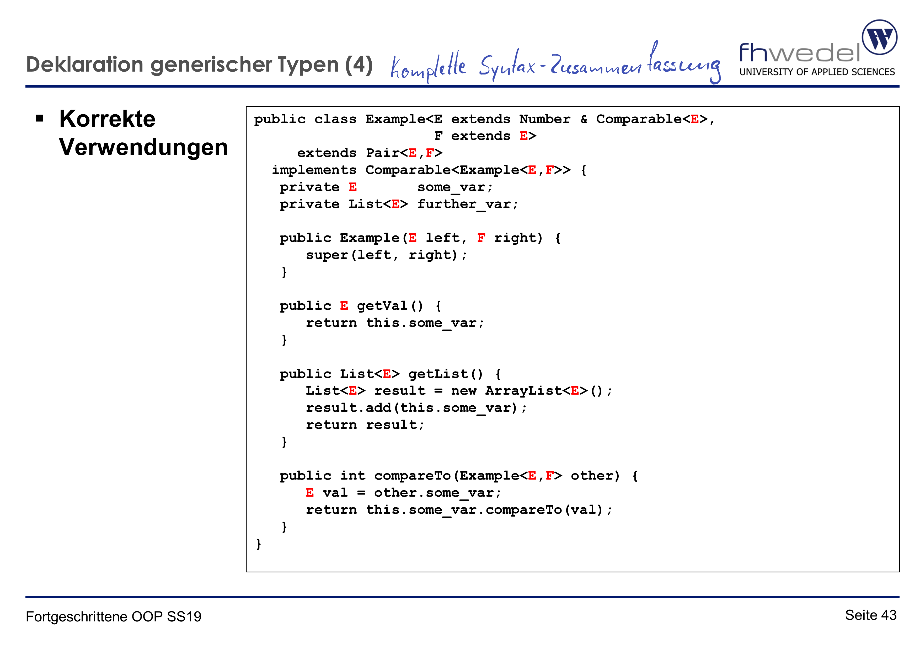 Deklaration generischer Typen (4) Komplette Syntax-Zusammenfassung
fhwedel
UNIVERSITY OF APPLIED SCIENCES
W
▪ Korrekte
Verwendungen
public class Example<E extends Number & Comparable<E>,
                     F extends E>
     extends Pair<E,F>
  implements Comparable<Example<E,F>> {
   private E       some_var;
   private List<E> further_var;

   public Example(E left, F right) {
      super(left, right);
   }

   public E getVal() {
      return this.some_var;
   }

   public List<E> getList() {
      List<E> result = new ArrayList<E>();
      result.add(this.some_var);
      return result;
   }

   public int compareTo(Example<E,F> other) {
      E val = other.some_var;
      return this.some_var.compareTo(val);
   }
}
Fortgeschrittene OOP SS19
Seite 43